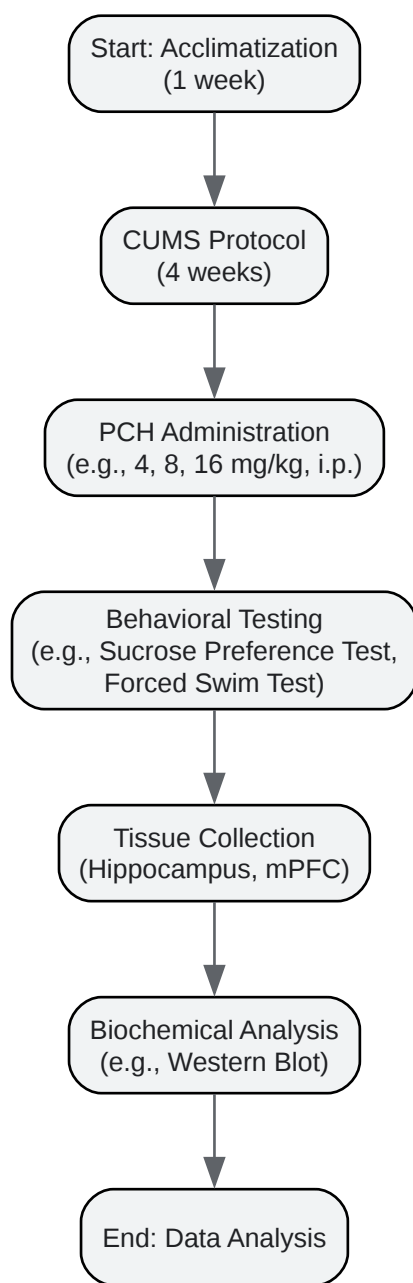 Start: Acclimatization
(1 week)
CUMS Protocol
(4 weeks)
PCH Administration
(e.g., 4, 8, 16 mg/kg, i.p.)
Behavioral Testing
(e.g., Sucrose Preference Test,
Forced Swim Test)
Tissue Collection
(Hippocampus, mPFC)
Biochemical Analysis
(e.g., Western Blot)
End: Data Analysis